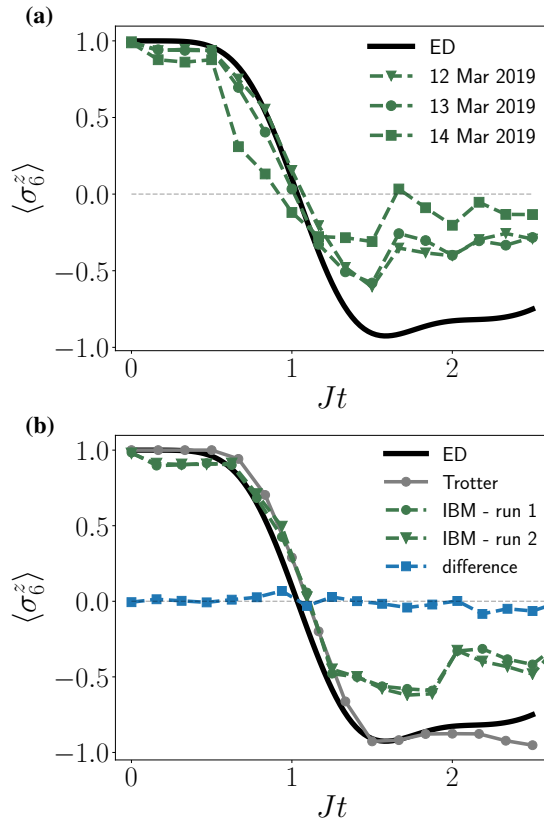 (a)
1.0
0.5
0.0
−0.5
−1.0
⟨σ₆ᶻ⟩
ED
12 Mar 2019
13 Mar 2019
14 Mar 2019
0
1
2
Jt
(b)
1.0
0.5
0.0
−0.5
−1.0
⟨σ₆ᶻ⟩
ED
Trotter
IBM - run 1
IBM - run 2
difference
0
1
2
Jt